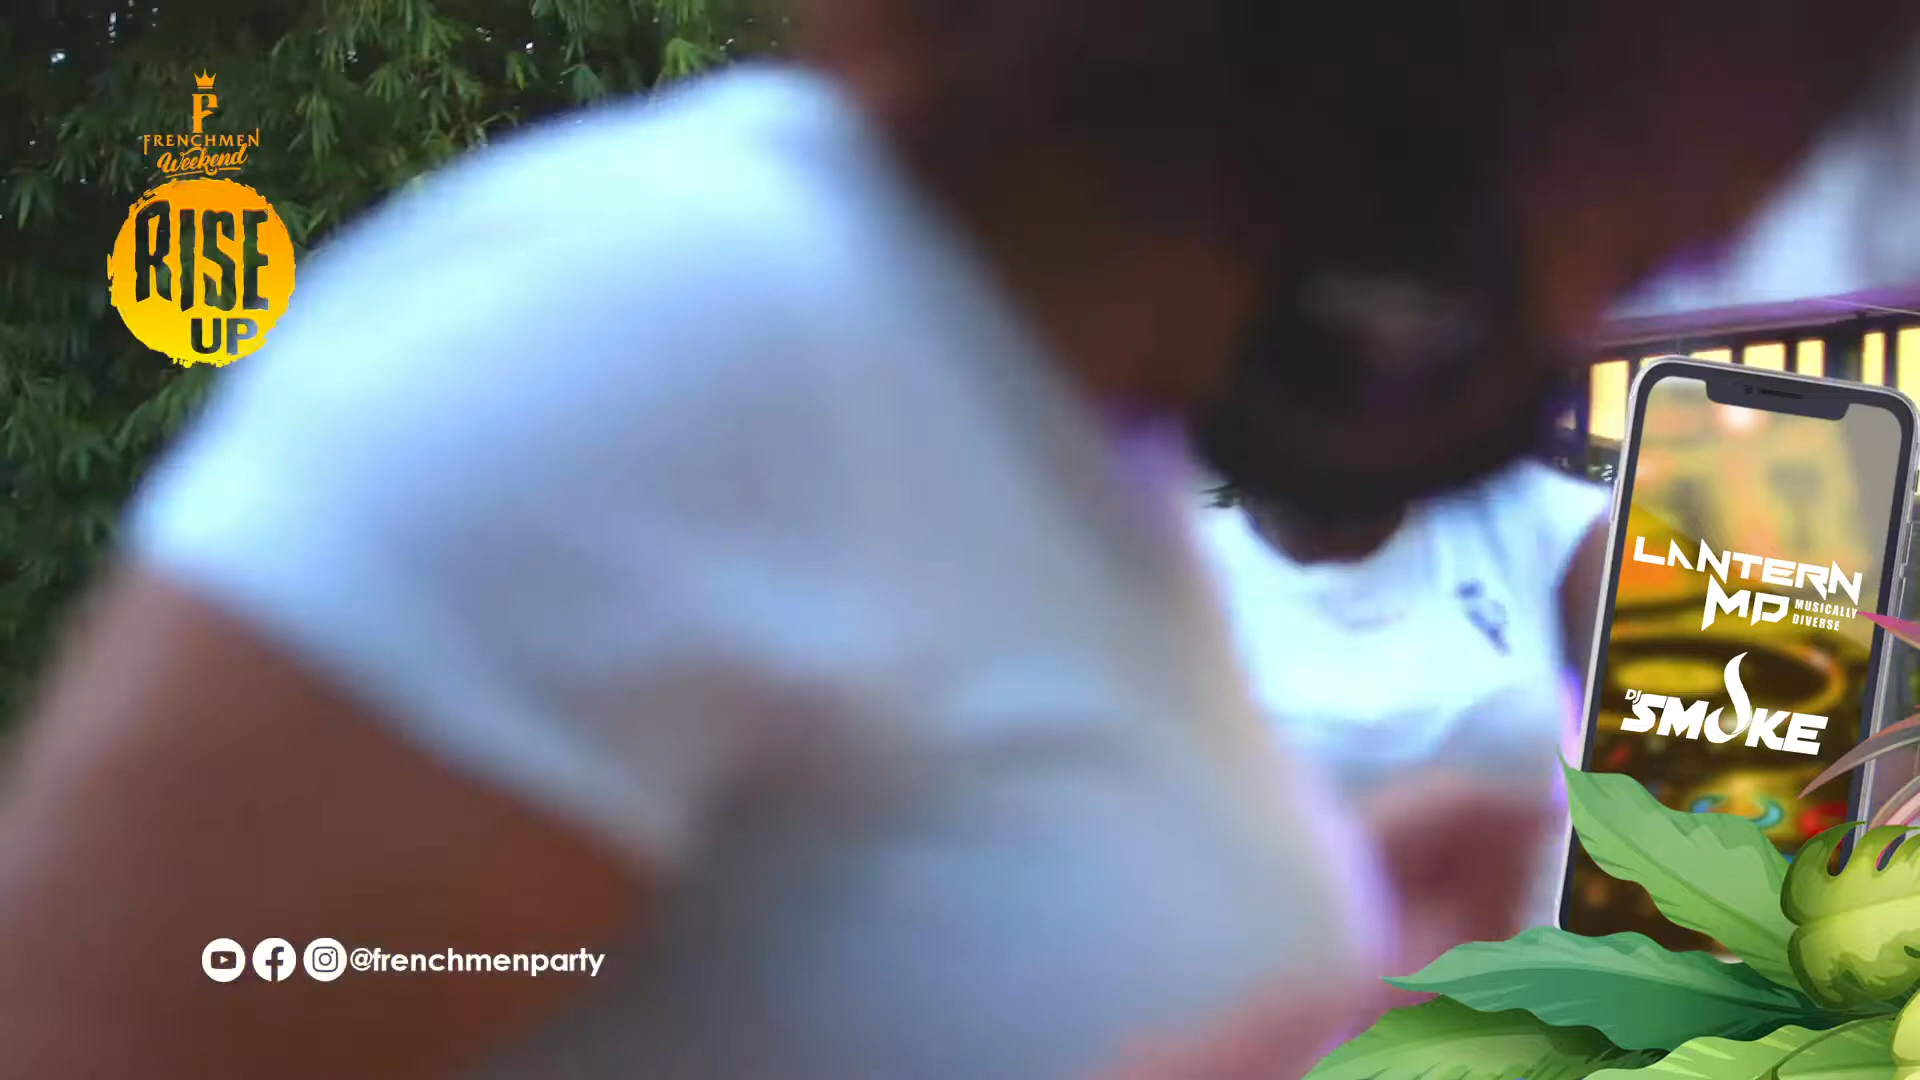 FRENCHMEN
Weekend
RISE
UP
LANTERN
MD MUSICALLY
DIVERSE
DJ
SMOKE
@frenchmenparty